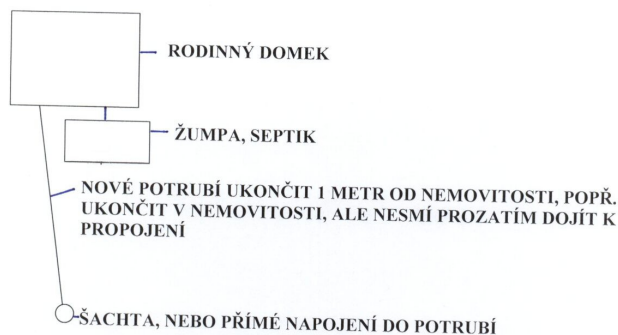 RODINNÝ DOMEK
ŽUMPA, SEPTIK
NOVÉ POTRUBÍ UKONČIT 1 METR OD NEMOVITOSTI, POPŘ.
UKONČIT V NEMOVITOSTI, ALE NESMÍ PROZATÍM DOJÍT K
PROPOJENÍ
ŠACHTA, NEBO PŘÍMÉ NAPOJENÍ DO POTRUBÍ